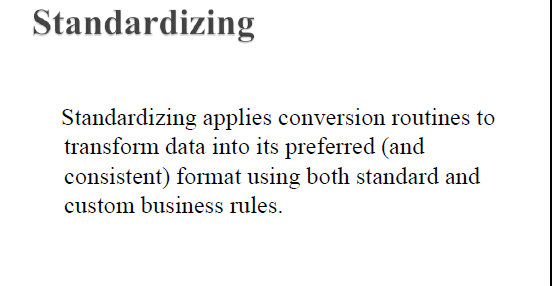 Standardizing
Standardizing applies conversion routines to
transform data into its preferred (and
consistent) format using both standard and
custom business rules.